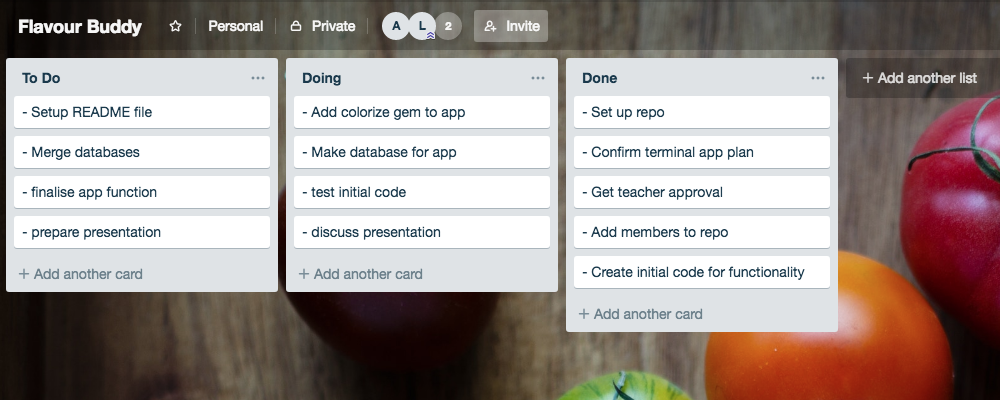 Flavour Buddy
Personal
Private
A
L
2
Invite
To Do
- Setup README file
- Merge databases
- finalise app function
- prepare presentation
+ Add another card
Doing
- Add colorize gem to app
- Make database for app
- test initial code
- discuss presentation
+ Add another card
Done
- Set up repo
- Confirm terminal app plan
- Get teacher approval
- Add members to repo
- Create initial code for functionality
+ Add another card
+ Add another list